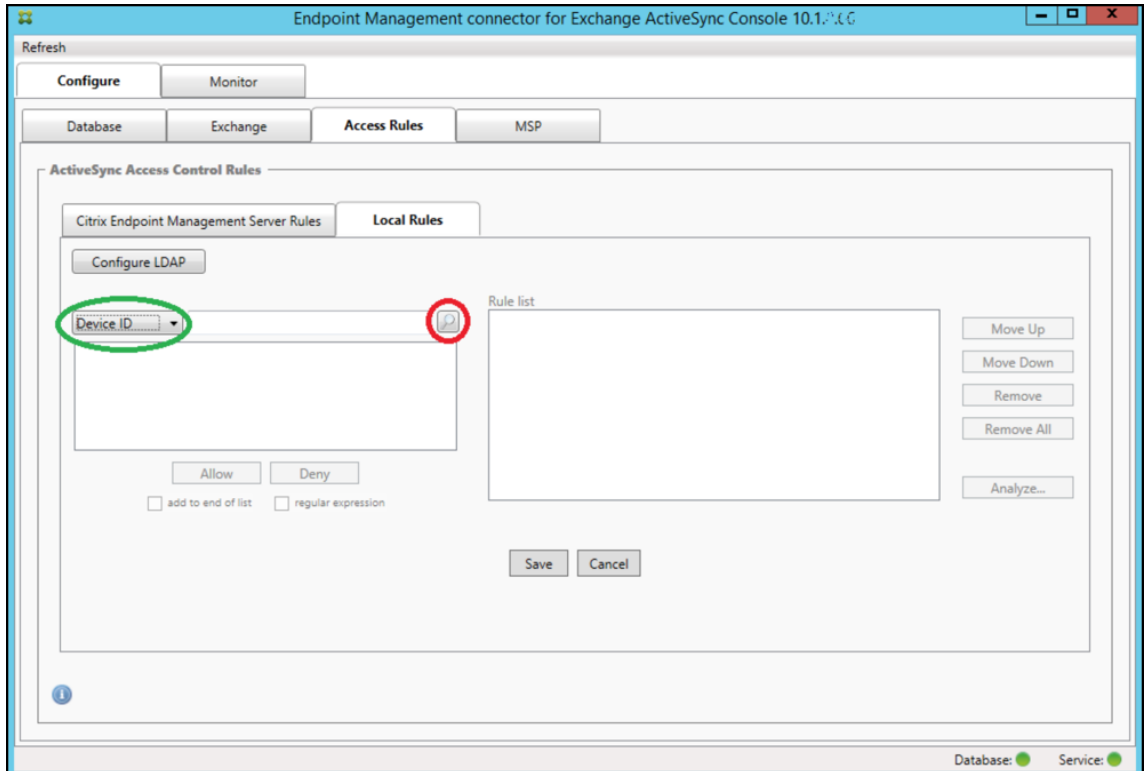 Endpoint Management connector for Exchange ActiveSync Console 10.1.
Refresh
Configure Monitor
Database Exchange Access Rules MSP
ActiveSync Access Control Rules
Citrix Endpoint Management Server Rules Local Rules
Configure LDAP
Rule list
Device ID
Move Up
Move Down
Remove
Remove All
Allow Deny
Analyze...
add to end of list regular expression
Save Cancel
Database: Service: